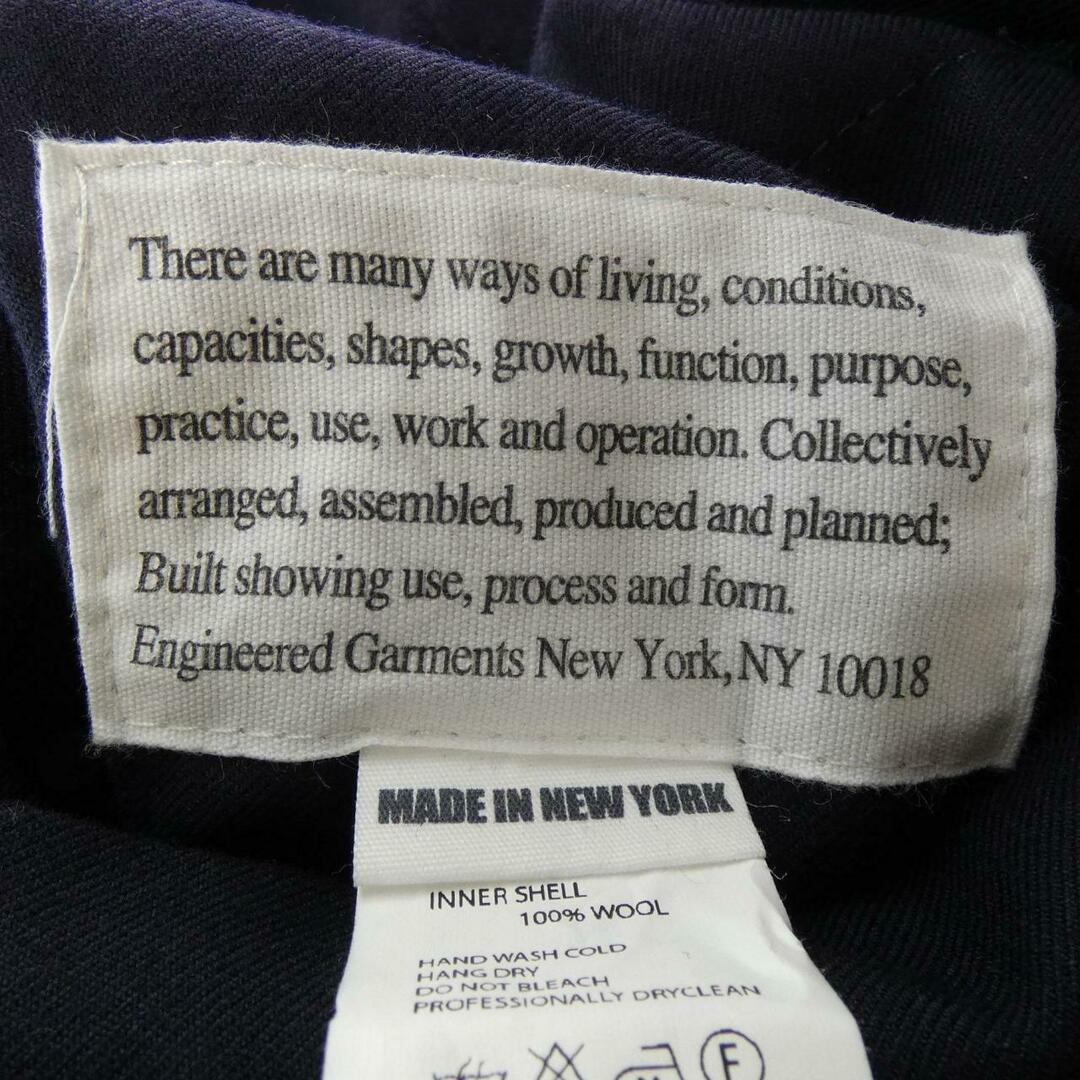 There are many ways of living, conditions,
capacities, shapes, growth, function, purpose,
practice, use, work and operation. Collectively
arranged, assembled, produced and planned;
Built showing use, process and form.
Engineered Garments New York, NY 10018
MADE IN NEW YORK
INNER SHELL
100% WOOL
HAND WASH COLD
HANG DRY
DO NOT BLEACH
PROFESSIONALLY DRYCLEAN
F